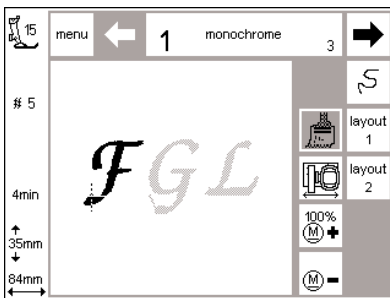 15
menu
1
monochrome
3
# 5
layout
1
FGL
layout
2
4min
100%
M
35mm
84mm
M